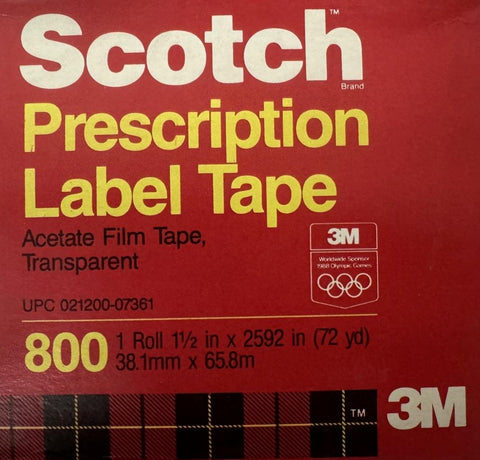 Scotch™
Brand
Prescription
Label Tape
Acetate Film Tape,
Transparent
3M
Worldwide Sponsor
1988 Olympic Games
UPC 021200-07361
800
1 Roll 1½ in x 2592 in (72 yd)
38.1mm x 65.8m
™
3M